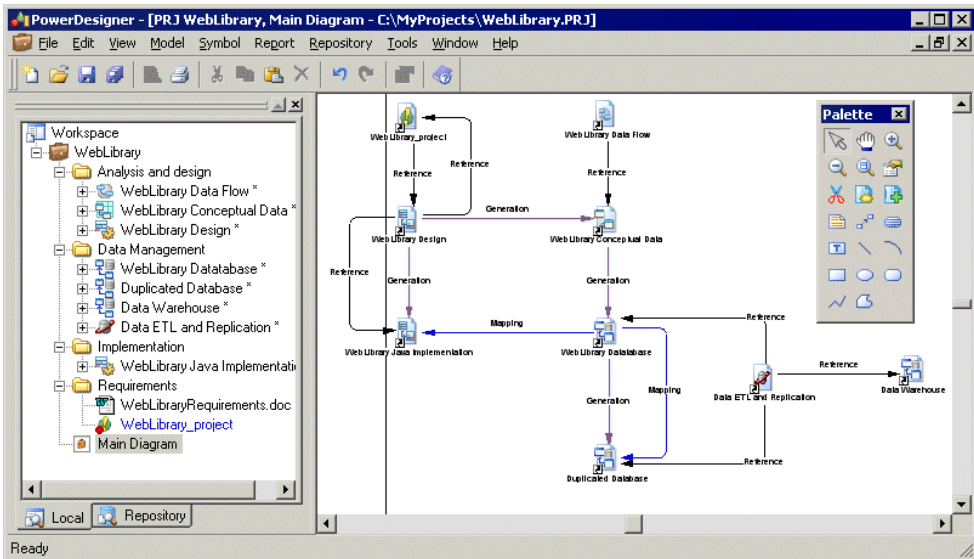 PowerDesigner - [PRJ WebLibrary, Main Diagram - C:\MyProjects\WebLibrary.PRJ]
File Edit View Model Symbol Report Repository Tools Window Help
Workspace
WebLibrary
Analysis and design
WebLibrary Data Flow *
WebLibrary Conceptual Data *
WebLibrary Design *
Data Management
WebLibrary Datatabase *
Duplicated Database *
Data Warehouse *
Data ETL and Replication *
Implementation
WebLibrary Java Implementati
Requirements
WebLibraryRequirements.doc
WebLibrary_project
Main Diagram
Local Repository
WebLibrary_project
WebLibrary Data Flow
Reference
Reference
Reference
Generation
WebLibrary Design
WebLibrary Conceptual Data
Reference
Generation
Generation
Mapping
Reference
WebLibrary Java Implementation
WebLibrary Datatabase
Reference
Data Warehouse
Mapping
Data ETL and Replication
Generation
Reference
Duplicated Database
Palette
Ready